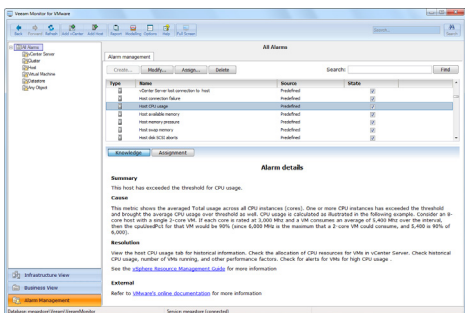 Veeam Monitor for VMware
Back Forward Refresh Add vCenter Add Host Report Modelling Options Help Full Screen Search... Search
All Alarms
All Alarms
vCenter Server
Cluster
Host
Virtual Machine
Datastore
Any Object
Alarm management
Create... Modify... Assign... Delete Search: Find
Type Name Source State
vCenter Server lost connection to host Predefined
Host connection failure Predefined
Host CPU usage Predefined
Host available memory Predefined
Host memory pressure Predefined
Host swap memory Predefined
Host disk SCSI aborts Predefined
Knowledge Assignment
Alarm details
Summary
This host has exceeded the threshold for CPU usage.
Cause
This metric shows the averaged Total usage across all CPU instances (cores). One or more CPU instances has exceeded the threshold
and brought the average CPU usage over threshold as well. CPU usage is calculated as illustrated in the following example. Consider an 8-
core host with a single 2-core VM. If each core is rated at 3,000 Mhz and a VM consumes an average of 5,400 Mhz over the interval,
then the cpuUsedPct for that VM would be 90% (since 6,000 MHz is the maximum that a 2-core VM could consume, and 5,400 is 90% of
6,000).
Resolution
View the host CPU usage tab for historical information. Check the allocation of CPU resources for VMs in vCenter Server. Check historical
CPU usage, number of VMs running, and other performance factors. Check for alerts for VMs for high CPU usage .
See the vSphere Resource Management Guide for more information
External
Refer to VMware's online documentation for more information
Infrastructure View
Business View
Alarm Management
Database: megastore\Veeam\VeeamMonitor Service: megastore (connected)